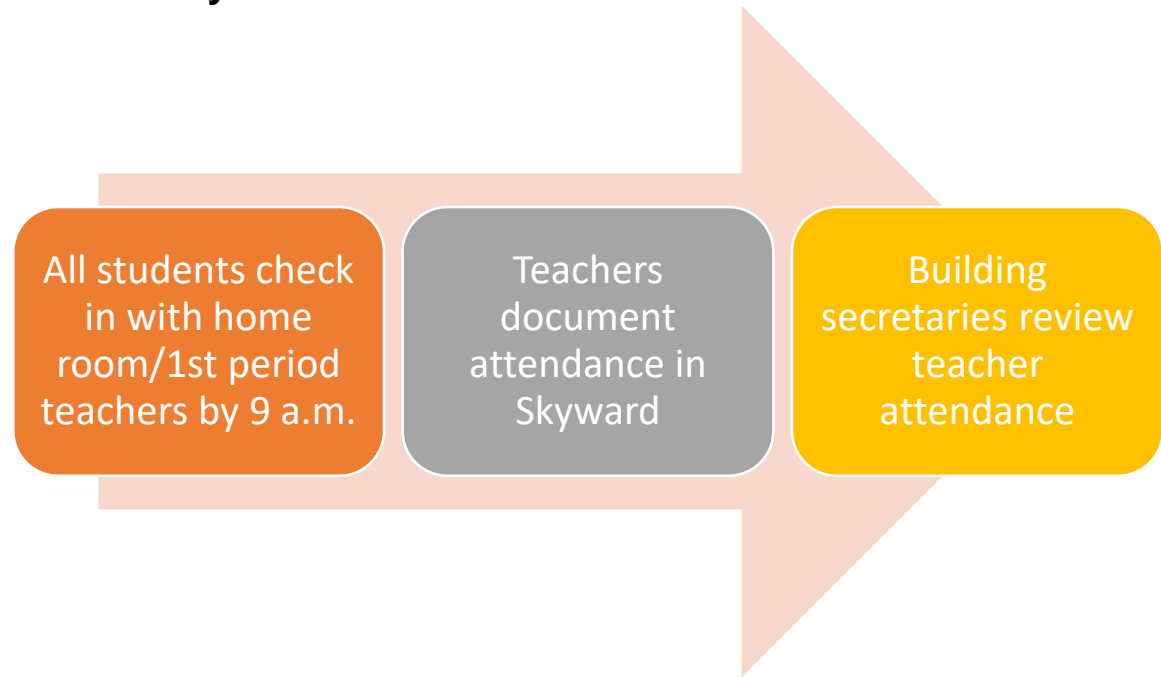 All students check
in with home
room/1st period
teachers by 9 a.m.
Teachers
document
attendance in
Skyward
Building
secretaries review
teacher
attendance